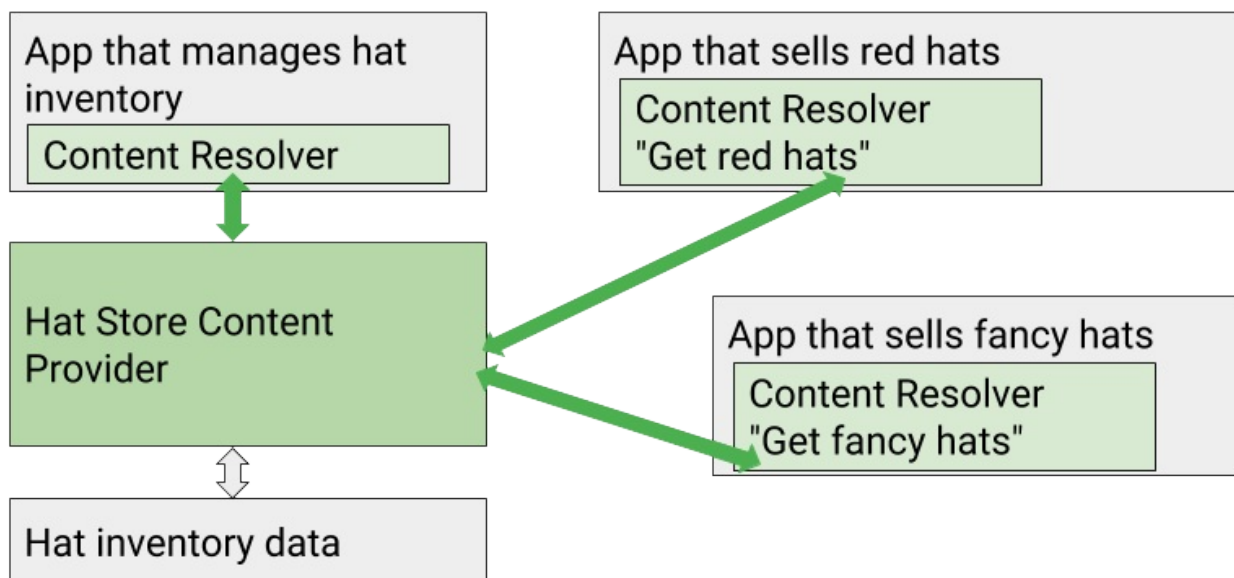 App that manages hat
inventory
Content Resolver
App that sells red hats
Content Resolver
"Get red hats"
Hat Store Content
Provider
App that sells fancy hats
Content Resolver
"Get fancy hats"
Hat inventory data